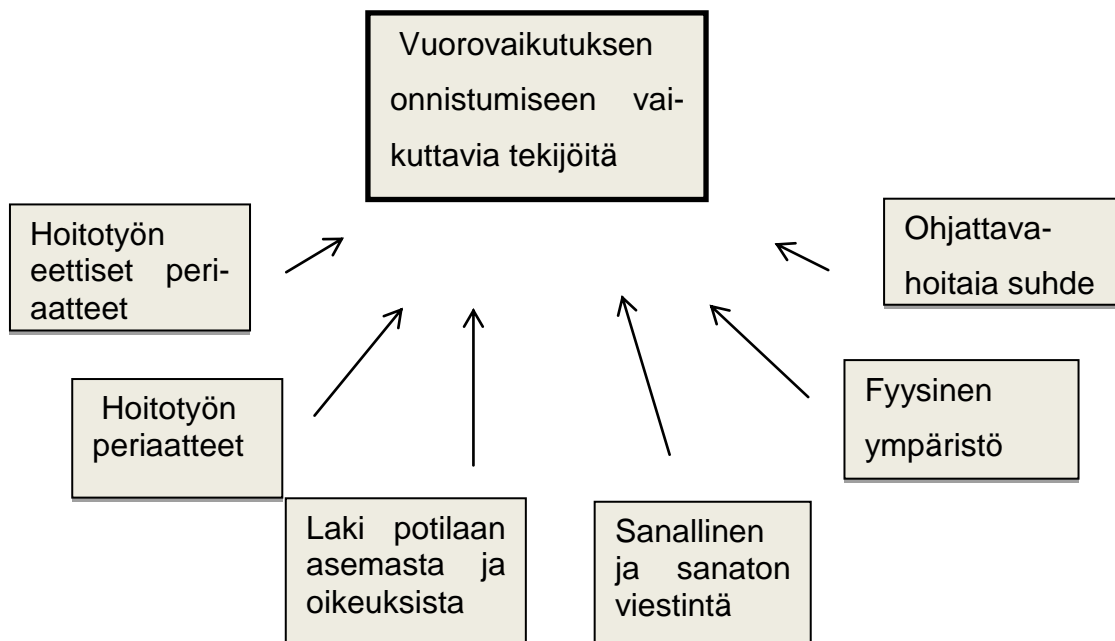 Vuorovaikutuksen
onnistumiseen vai-
kuttavia tekijöitä
Hoitotyön
eettiset peri-
aatteet
Ohjattava-
hoitaja suhde
Hoitotyön
periaatteet
Fyysinen
ympäristö
Laki potilaan
asemasta ja
oikeuksista
Sanallinen
ja sanaton
viestintä